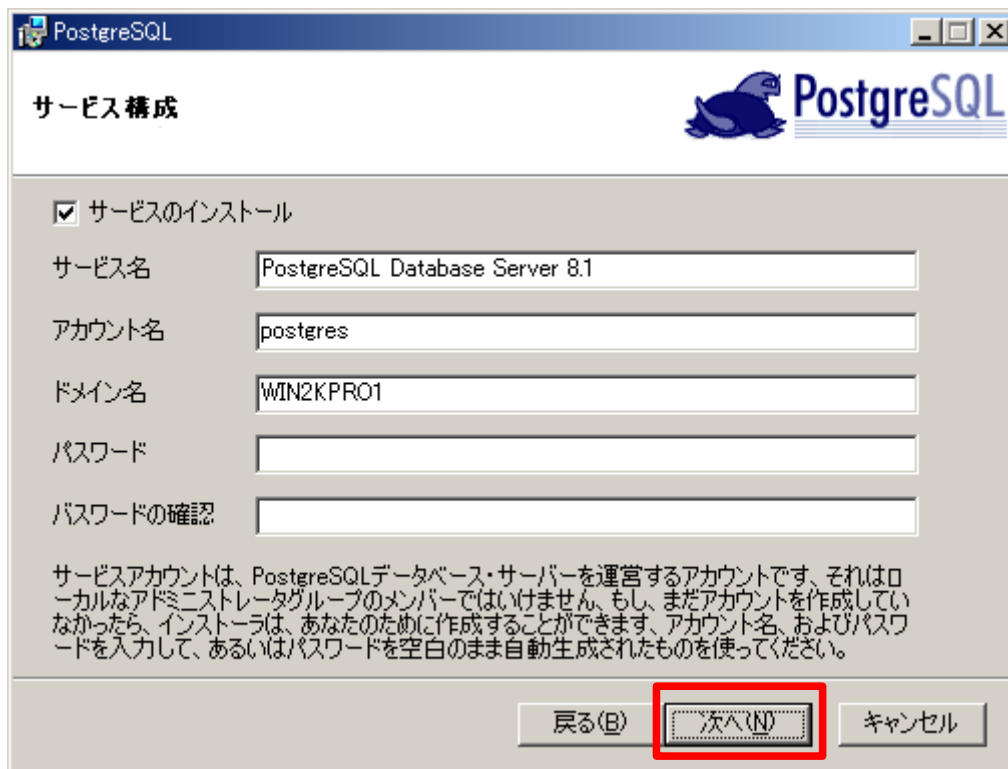 PostgreSQL
サービス構成
PostgreSQL
サービスのインストール
サービス名
PostgreSQL Database Server 8.1
アカウント名
postgres
ドメイン名
WIN2KPRO1
パスワード
パスワードの確認
サービスアカウントは、PostgreSQLデータベース・サーバーを運営するアカウントです、それはロ
ーカルなアドミニストレータグループのメンバーではいけません、もし、まだアカウントを作成してい
なかったら、インストーラは、あなたのために作成することができます、アカウント名、およびパスワ
ードを入力して、あるいはパスワードを空白のまま自動生成されたものを使ってください。
戻る(B)
次へ(N)
キャンセル